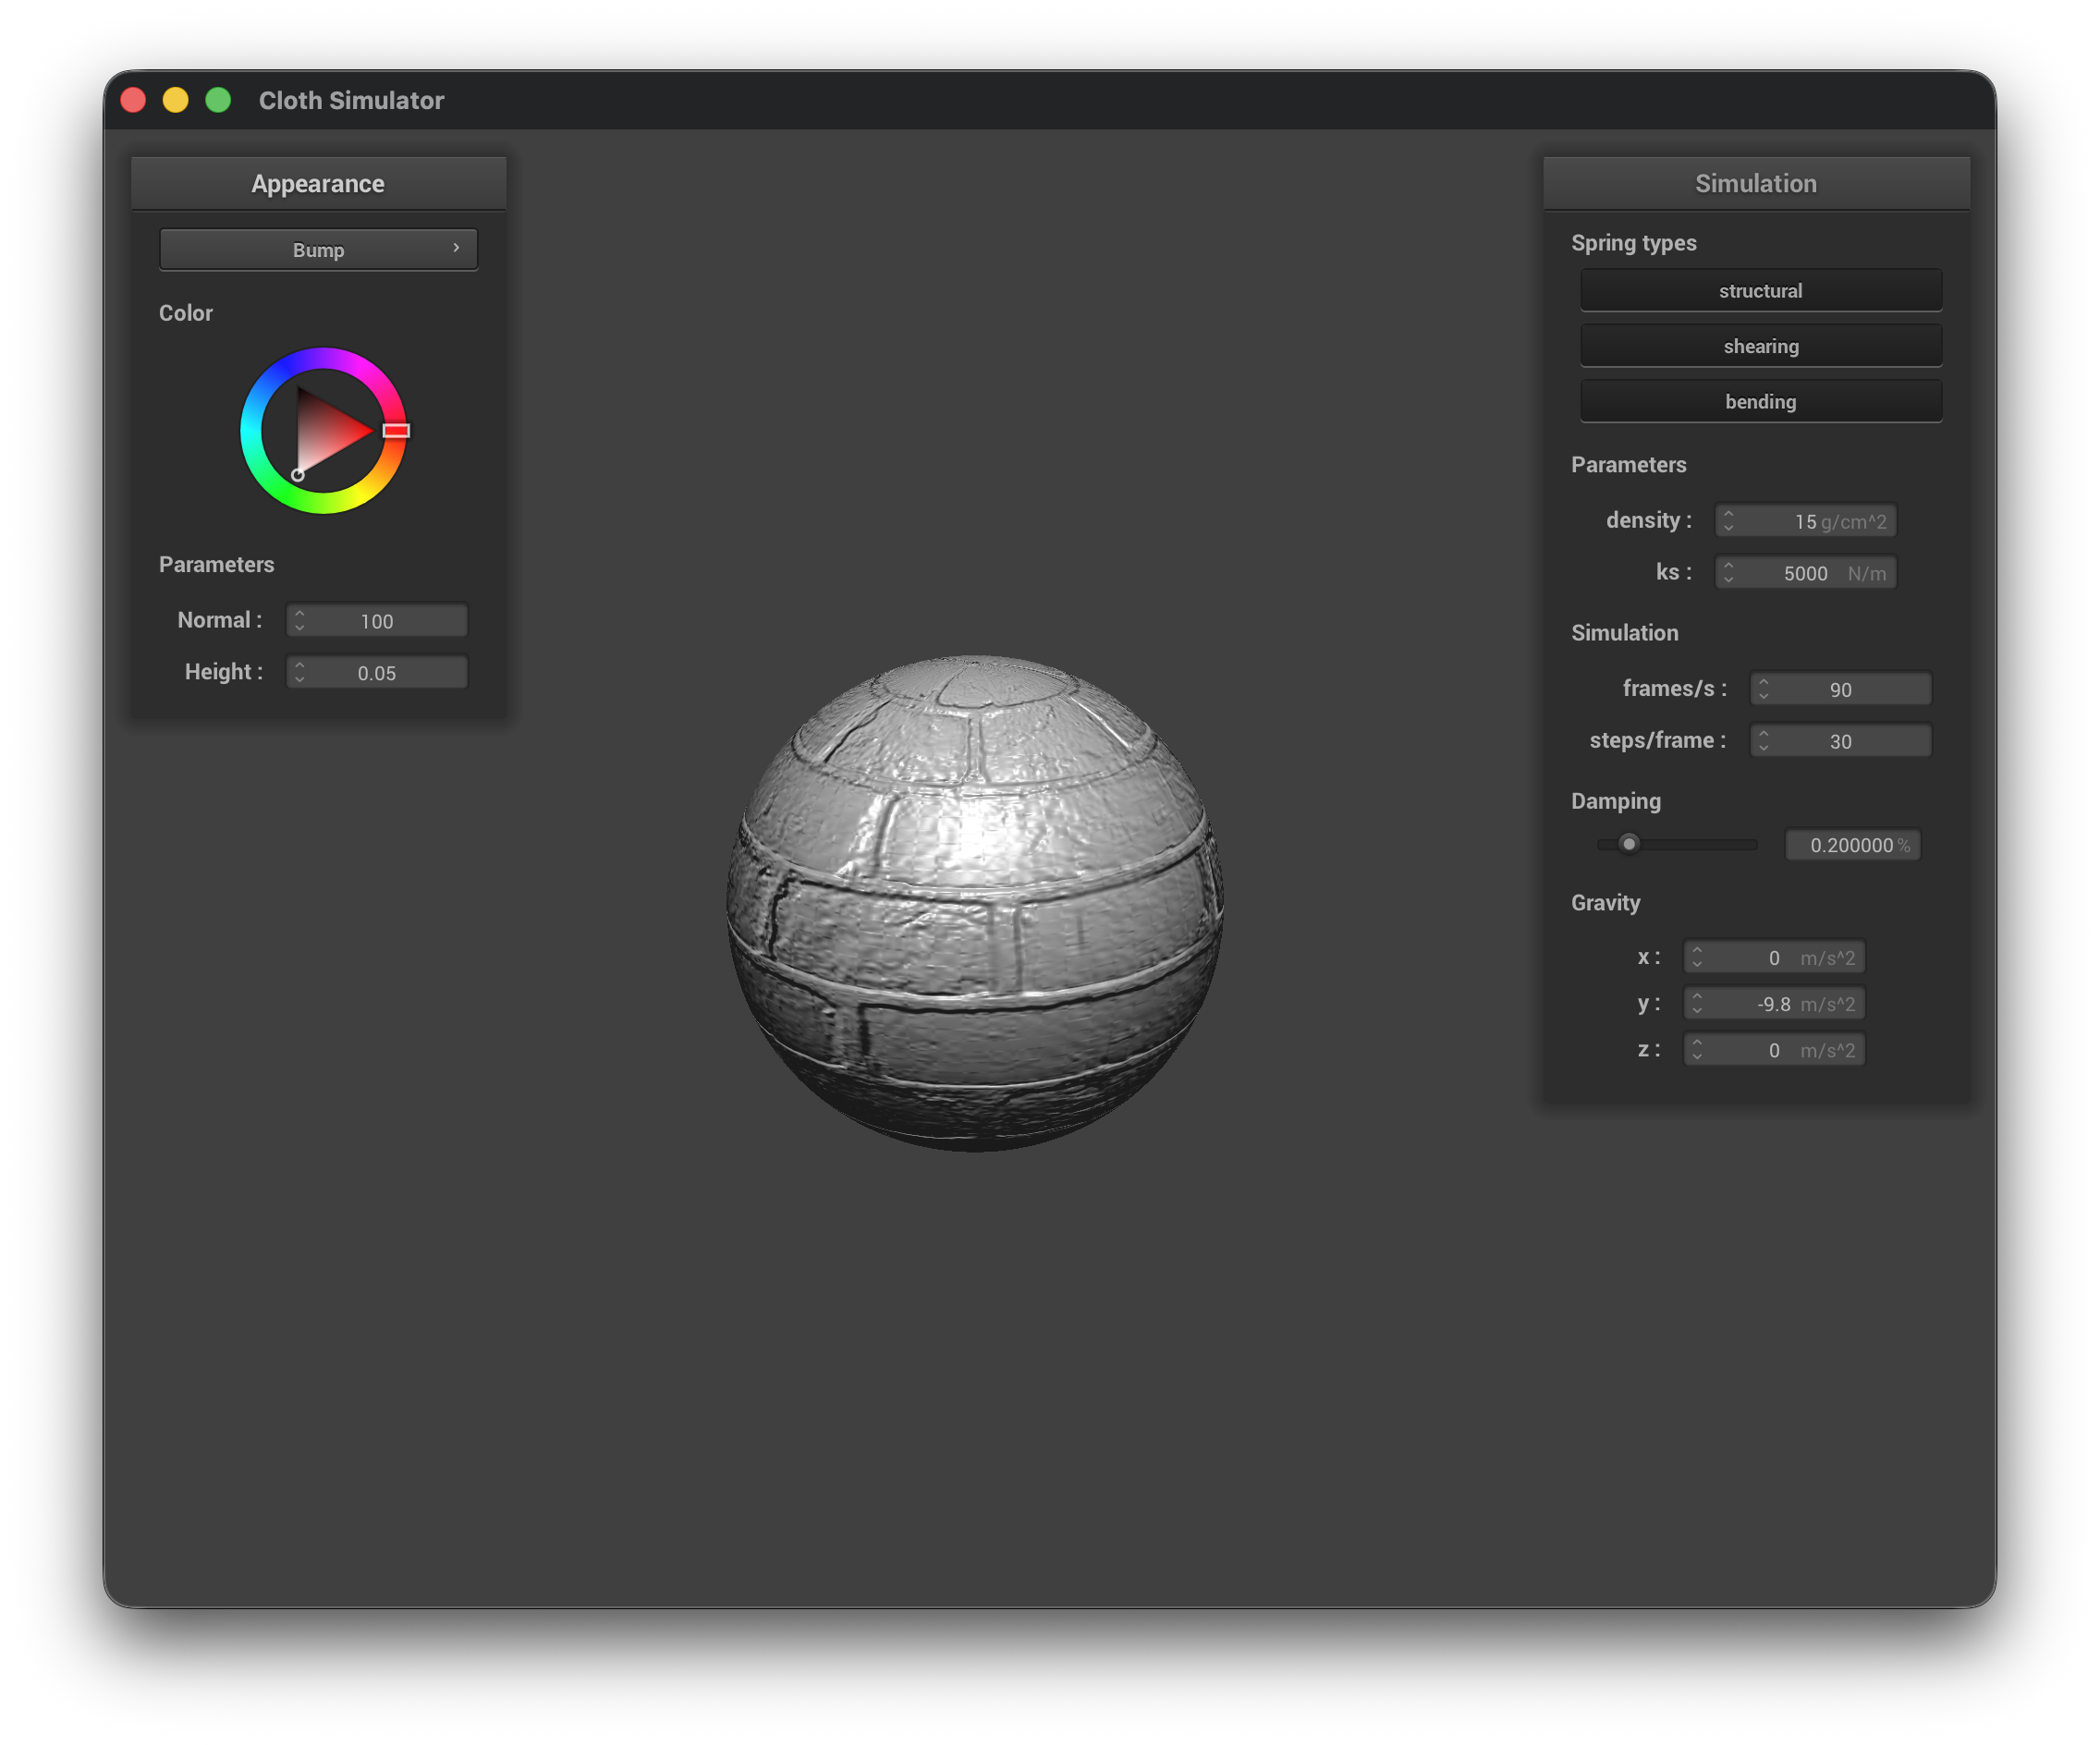 Cloth Simulator
Appearance
Bump
Color
Parameters
Normal : 100
Height : 0.05
Simulation
Spring types
structural
shearing
bending
Parameters
density : 15 g/cm^2
ks : 5000 N/m
Simulation
frames/s : 90
steps/frame : 30
Damping
0.200000 %
Gravity
x : 0 m/s^2
y : -9.8 m/s^2
z : 0 m/s^2